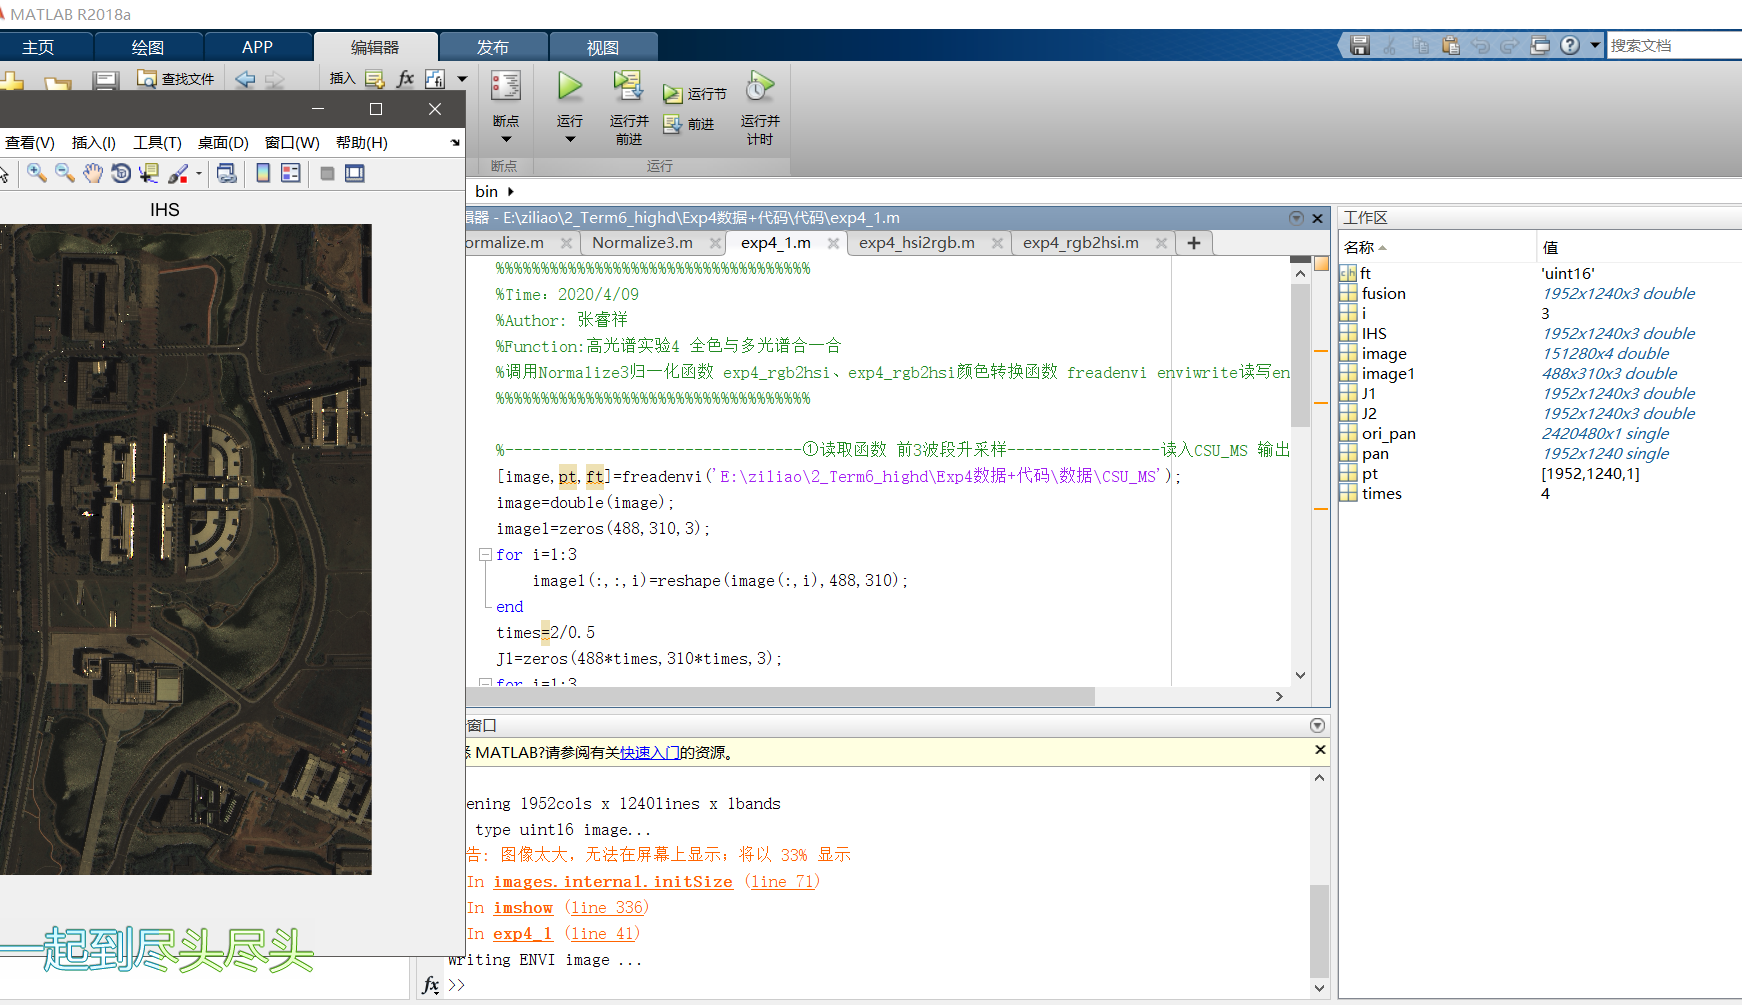 MATLAB R2018a
主页 绘图 APP 编辑器 发布 视图
搜索文档
查找文件 插入 fx
断点 运行 运行并前进 运行节 前进 运行并计时
断点 运行
查看(V) 插入(I) 工具(T) 桌面(D) 窗口(W) 帮助(H)
bin
IHS
辑器 - E:\ziliao\2_Term6_highd\Exp4数据+代码\代码\exp4_1.m
ormalize.m Normalize3.m exp4_1.m exp4_hsi2rgb.m exp4_rgb2hsi.m +
%%%%%%%%%%%%%%%%%%%%%%%%%%%%%%%%%%%
%Time: 2020/4/09
%Author: 张睿祥
%Function:高光谱实验4 全色与多光谱合一合
%调用Normalize3归一化函数 exp4_rgb2hsi、exp4_rgb2hsi颜色转换函数 freadenvi enviwrite读写en
%%%%%%%%%%%%%%%%%%%%%%%%%%%%%%%%%%%
%---------------------------------①读取函数 前3波段升采样-----------------读入CSU_MS 输出
[image,pt,ft]=freadenvi('E:\ziliao\2_Term6_highd\Exp4数据+代码\数据\CSU_MS');
image=double(image);
image1=zeros(488,310,3);
for i=1:3
image1(:,:,i)=reshape(image(:,i),488,310);
end
times=2/0.5
J1=zeros(488*times,310*times,3);
for i=1:3
窗口
MATLAB?请参阅有关快速入门的资源。
ening 1952cols x 1240lines x 1bands
type uint16 image...
告: 图像太大，无法在屏幕上显示；将以 33% 显示
In images.internal.initSize (line 71)
In imshow (line 336)
In exp4_1 (line 41)
Writing ENVI image ...
fx >>
工作区
名称 值
ft 'uint16'
fusion 1952x1240x3 double
i 3
IHS 1952x1240x3 double
image 151280x4 double
image1 488x310x3 double
J1 1952x1240x3 double
J2 1952x1240x3 double
ori_pan 2420480x1 single
pan 1952x1240 single
pt [1952,1240,1]
times 4
一起到尽头尽头